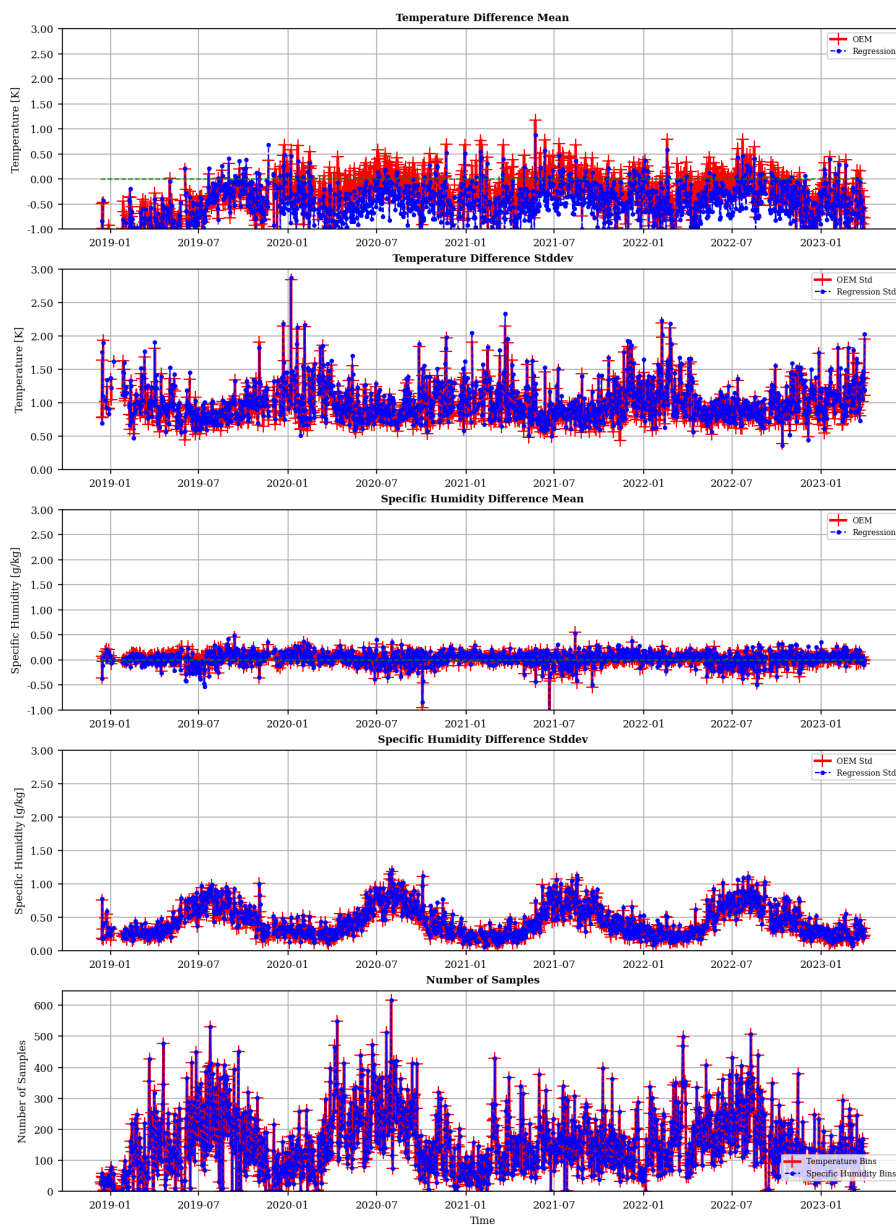 Temperature Difference Mean
3.00
2.50
2.00
1.50
1.00
0.50
0.00
-0.50
-1.00
Temperature [K]
OEM
Regression
2019-01 2019-07 2020-01 2020-07 2021-01 2021-07 2022-01 2022-07 2023-01
Temperature Difference Stddev
3.00
2.50
2.00
1.50
1.00
0.50
0.00
Temperature [K]
OEM Std
Regression Std
2019-01 2019-07 2020-01 2020-07 2021-01 2021-07 2022-01 2022-07 2023-01
Specific Humidity Difference Mean
3.00
2.50
2.00
1.50
1.00
0.50
0.00
-0.50
-1.00
Specific Humidity [g/kg]
OEM
Regression
2019-01 2019-07 2020-01 2020-07 2021-01 2021-07 2022-01 2022-07 2023-01
Specific Humidity Difference Stddev
3.00
2.50
2.00
1.50
1.00
0.50
0.00
Specific Humidity [g/kg]
OEM Std
Regression Std
2019-01 2019-07 2020-01 2020-07 2021-01 2021-07 2022-01 2022-07 2023-01
Number of Samples
600
500
400
300
200
100
0
Number of Samples
Temperature Bins
Specific Humidity Bins
2019-01 2019-07 2020-01 2020-07 2021-01 2021-07 2022-01 2022-07 2023-01
Time